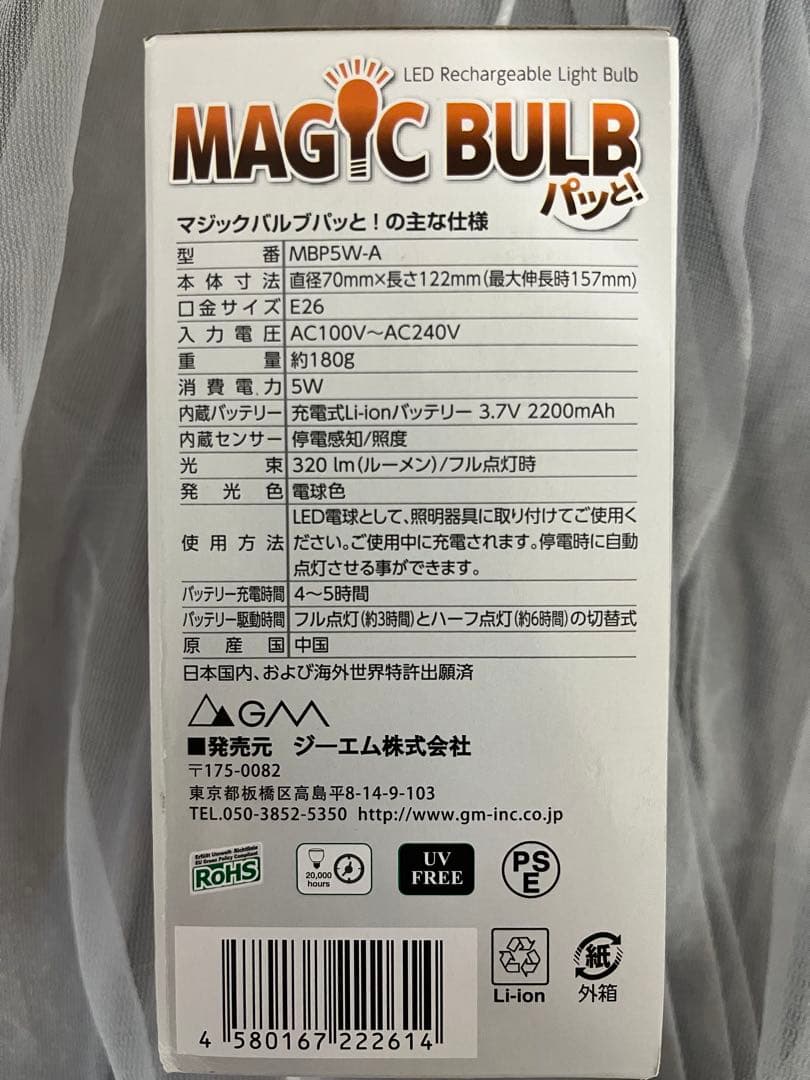 LED Rechargeable Light Bulb
MAGIC BULB
パッと!
マジックバルブパッと!の主な仕様
型番 MBP5W-A
本体寸法 直径70mm×長さ122mm(最大伸長時157mm)
口金サイズ E26
入力電圧 AC100V〜AC240V
重量 約180g
消費電力 5W
内蔵バッテリー 充電式Li-ionバッテリー 3.7V 2200mAh
内蔵センサー 停電感知/照度
光束 320 lm(ルーメン)/フル点灯時
発光色 電球色
使用方法 LED電球として、照明器具に取り付けてご使用く
ださい。ご使用中に充電されます。停電時に自動
点灯させる事ができます。
バッテリー充電時間 4〜5時間
バッテリー駆動時間 フル点灯(約3時間)とハーフ点灯(約6時間)の切替式
原産国 中国
日本国内、および海外世界特許出願済
GM
■発売元 ジーエム株式会社
〒175-0082
東京都板橋区高島平8-14-9-103
TEL.050-3852-5350 http://www.gm-inc.co.jp
Erfüllt Umwelt- Richtlinie
EU Green Policy Compliant
RoHS
20,000
hours
UV
FREE
PS
E
Li-ion
紙
外箱
4 580167 222614